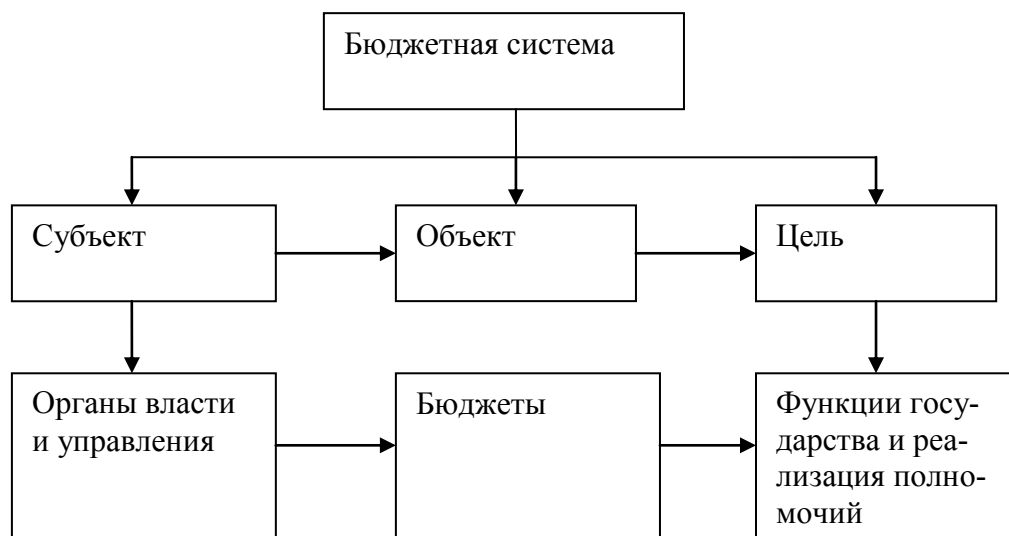 Бюджетная система
Субъект
Объект
Цель
Органы власти
и управления
Бюджеты
Функции госу-
дарства и реа-
лизация полно-
мочий